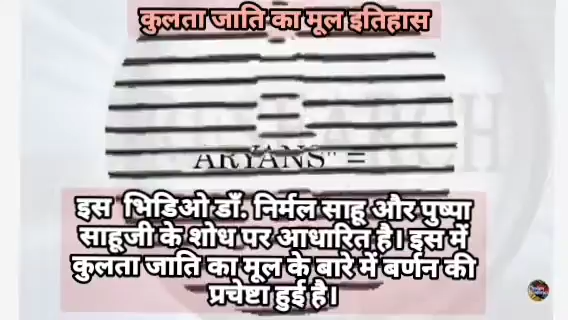 कुलता जाति का मूल इतिहास
ARYANS" =
इस भिडिओ डाँ. निर्मल साहू और पुष्पा
साहूजी के शोध पर आधारित है। इस में
कुलता जाति का मूल के बारे में बर्णन की
प्रचेष्टा हुई है।